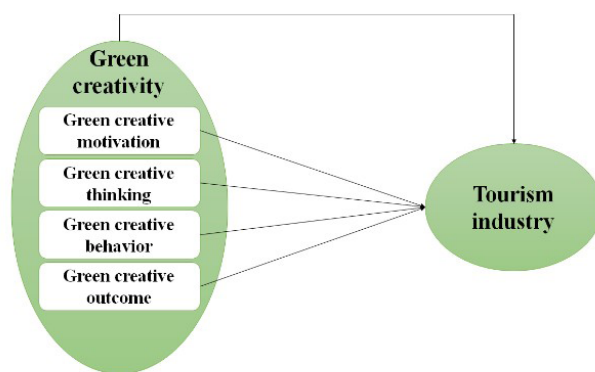 Green
creativity
Green creative
motivation
Green creative
thinking
Green creative
behavior
Green creative
outcome
Tourism
industry